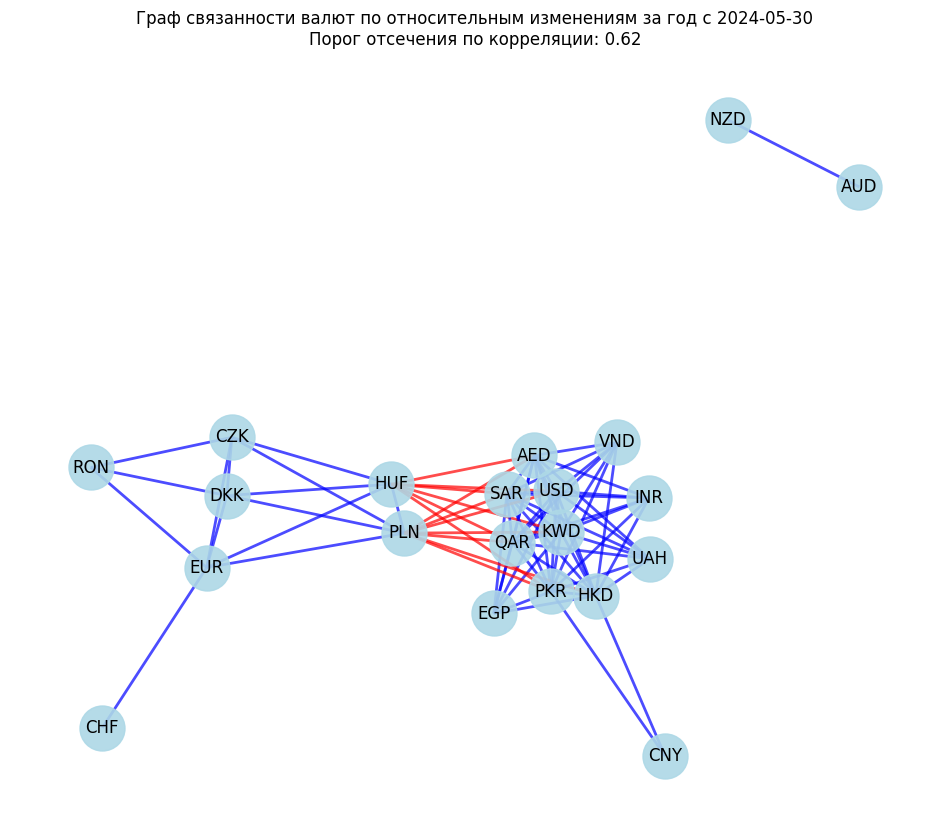 Граф связанности валют по относительным изменениям за год с 2024-05-30
Порог отсечения по корреляции: 0.62
NZD
AUD
CZK
VND
AED
RON
HUF
USD
SAR
DKK
INR
PLN
KWD
QAR
UAH
EUR
PKR
HKD
EGP
CHF
CNY